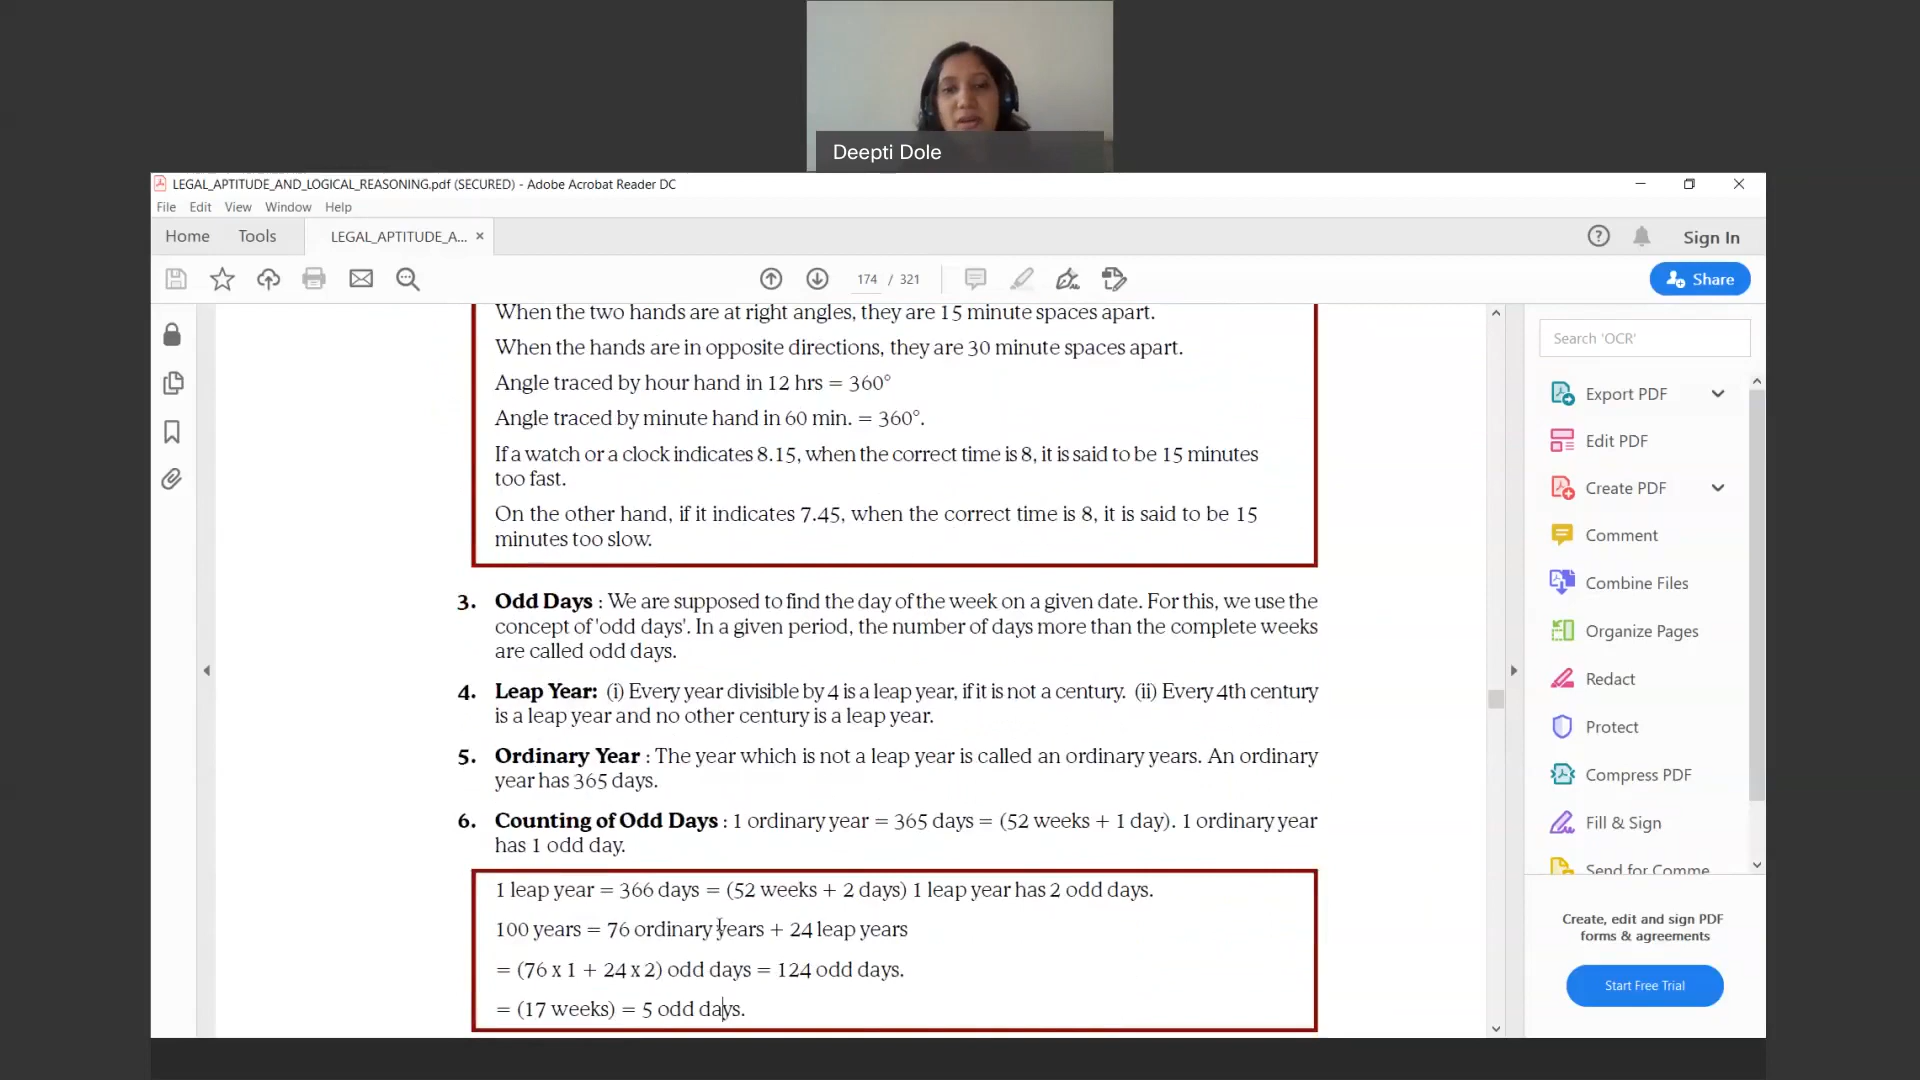 Deepti Dole
LEGAL_APTITUDE_AND_LOGICAL_REASONING.pdf (SECURED) - Adobe Acrobat Reader DC
File Edit View Window Help
Home Tools LEGAL_APTITUDE_A... × Sign In
174 / 321 Share
When the two hands are at right angles, they are 15 minute spaces apart.
When the hands are in opposite directions, they are 30 minute spaces apart.
Angle traced by hour hand in 12 hrs = 360°
Angle traced by minute hand in 60 min. = 360°.
If a watch or a clock indicates 8.15, when the correct time is 8, it is said to be 15 minutes
too fast.
On the other hand, if it indicates 7.45, when the correct time is 8, it is said to be 15
minutes too slow.
3. Odd Days : We are supposed to find the day of the week on a given date. For this, we use the
concept of 'odd days'. In a given period, the number of days more than the complete weeks
are called odd days.
4. Leap Year: (i) Every year divisible by 4 is a leap year, if it is not a century. (ii) Every 4th century
is a leap year and no other century is a leap year.
5. Ordinary Year : The year which is not a leap year is called an ordinary years. An ordinary
year has 365 days.
6. Counting of Odd Days : 1 ordinary year = 365 days = (52 weeks + 1 day). 1 ordinary year
has 1 odd day.
1 leap year = 366 days = (52 weeks + 2 days) 1 leap year has 2 odd days.
100 years = 76 ordinary years + 24 leap years
= (76 x 1 + 24 x 2) odd days = 124 odd days.
= (17 weeks) = 5 odd days.
Search 'OCR'
Export PDF
Edit PDF
Create PDF
Comment
Combine Files
Organize Pages
Redact
Protect
Compress PDF
Fill & Sign
Send for Comme
Create, edit and sign PDF
forms & agreements
Start Free Trial